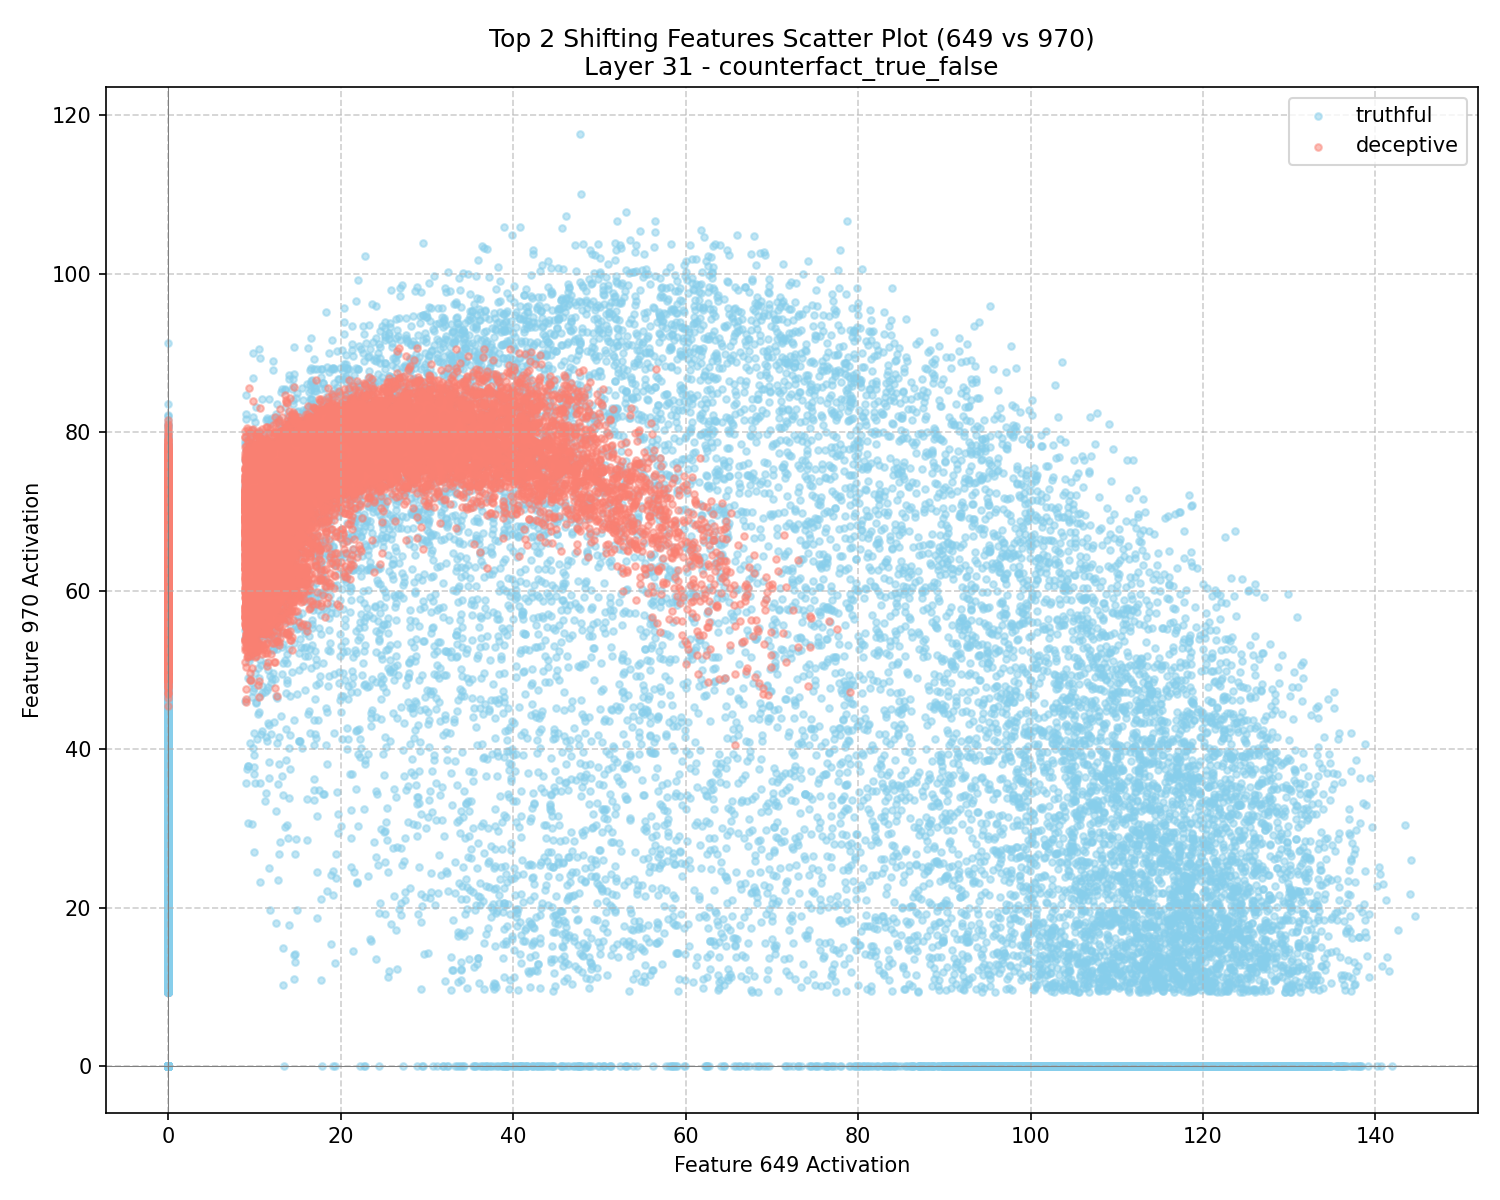 Top 2 Shifting Features Scatter Plot (649 vs 970)
Layer 31 - counterfact_true_false
truthful
deceptive
120
100
80
60
40
20
0
Feature 970 Activation
0 20 40 60 80 100 120 140
Feature 649 Activation